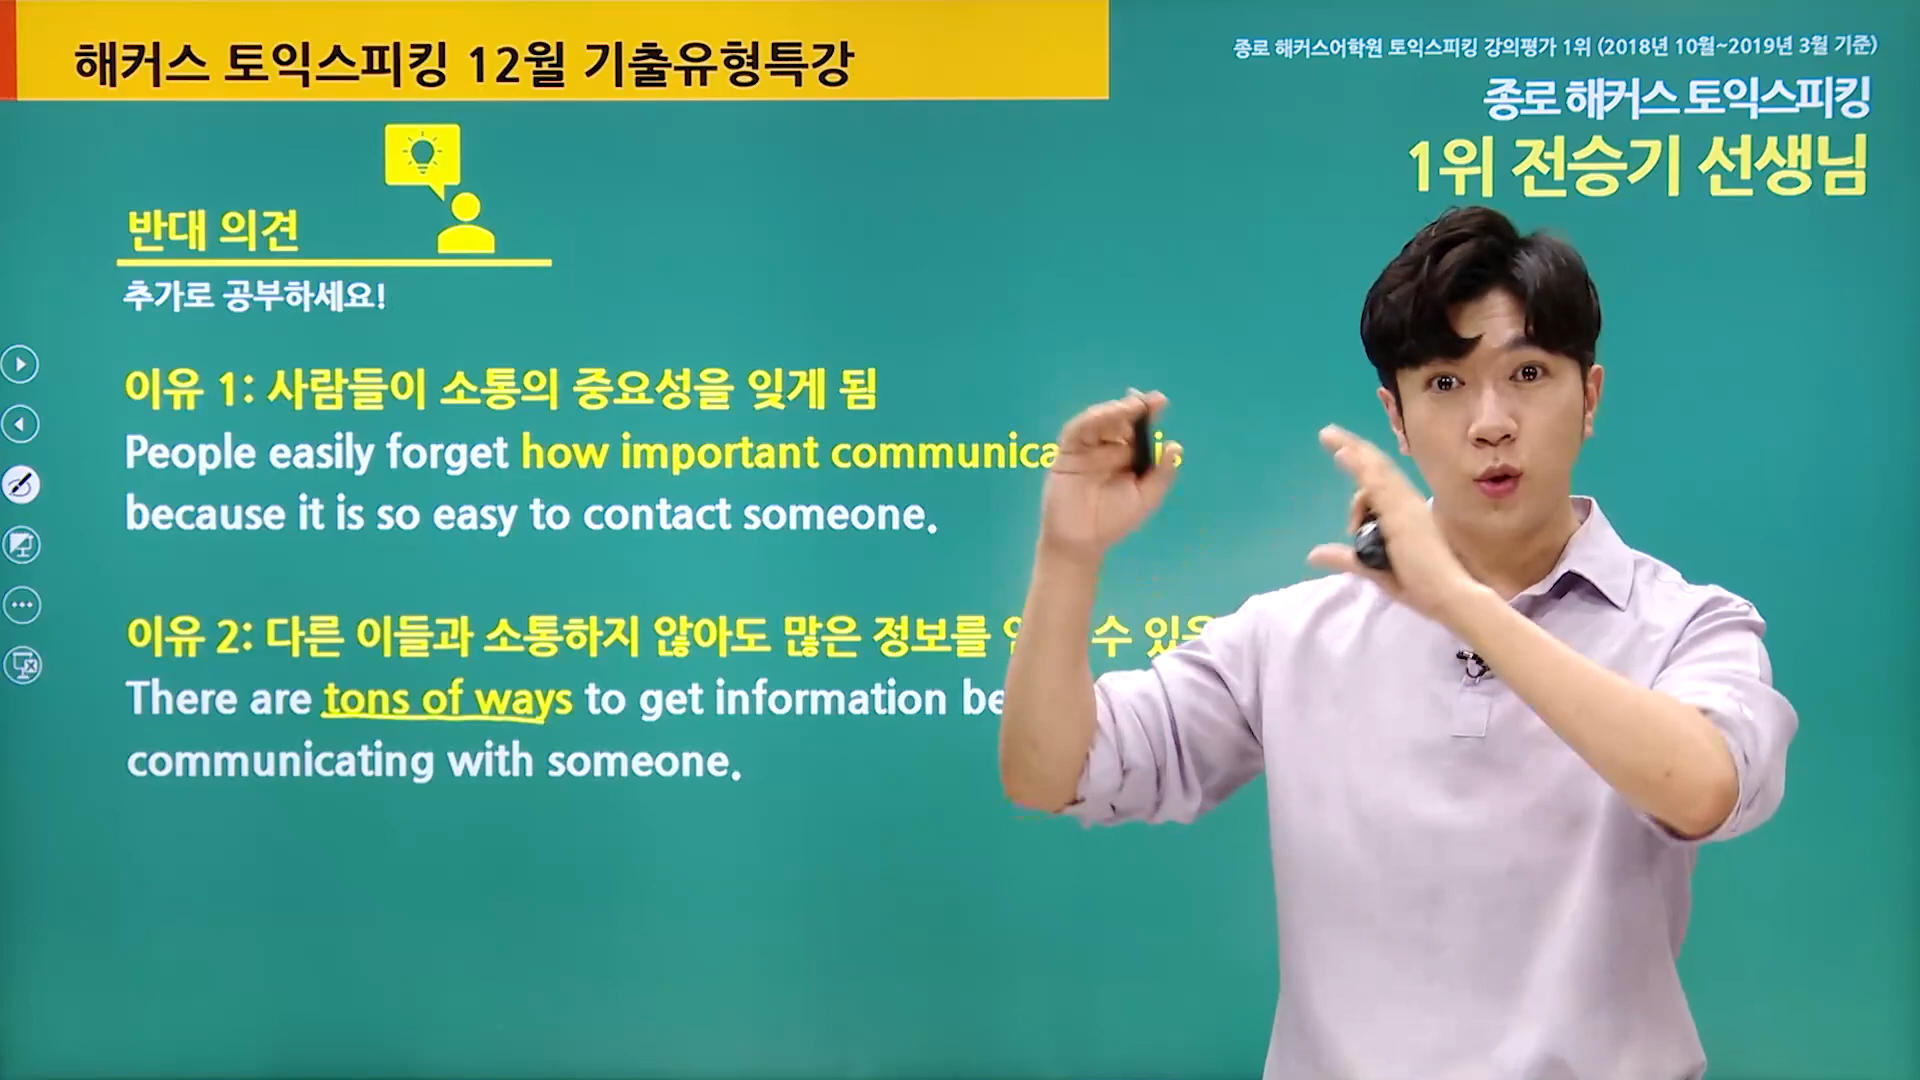 해커스 토익스피킹 12월 기출유형특강
종로 해커스어학원 토익스피킹 강의평가 1위 (2018년 10월~2019년 3월 기준)
종로 해커스 토익스피킹
1위 전승기 선생님
반대 의견
추가로 공부하세요!
이유 1: 사람들이 소통의 중요성을 잊게 됨
People easily forget how important is
because it is so easy to contact someone.
이유 2: 다른 이들과 소통하지 않아도 많은 정보를 수
There are tons of ways to get information
communicating with someone.